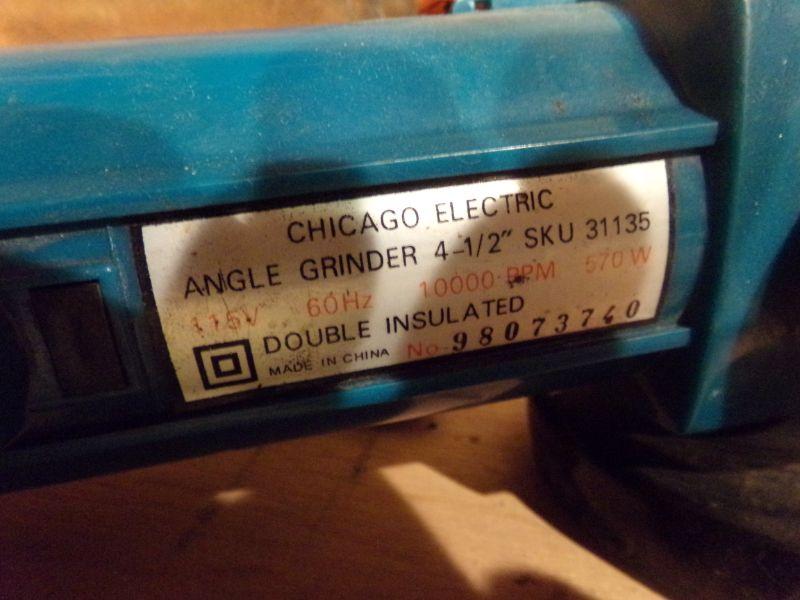 CHICAGO ELECTRIC
ANGLE GRINDER 4-1/2" SKU 31135
115V 60Hz 10000 RPM 570 W
DOUBLE INSULATED
MADE IN CHINA No. 98073740